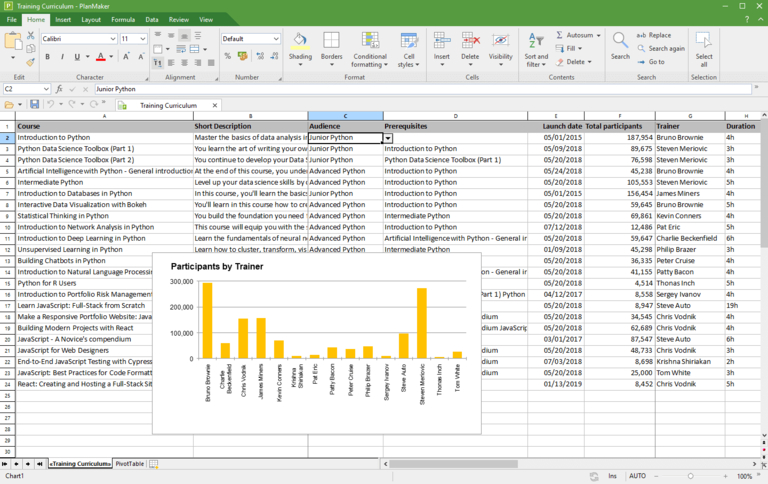 Training Curriculum - PlanMaker
File Home Insert Layout Formula Data Review View
Calibri 11 Default
Shading Borders Conditional formatting Cell styles Insert Delete Visibility Autosum Fill Delete Sort and Filter Search Replace Search again Go to Select all
Edit Character Alignment Number Format Cells Contents Search Selection
C2 Junior Python
Training Curriculum
A B C D E F G H
1 Course Short Description Audience Prerequisites Launch date Total participants Trainer Duration
2 Introduction to Python Master the basics of data analysis in Junior Python 05/01/2015 187,954 Bruno Brownie 4h
3 Python Data Science Toolbox (Part 1) You learn the art of writing your own Junior Python Introduction to Python 05/09/2018 89,675 Steven Meriovic 3h
4 Python Data Science Toolbox (Part 2) You continue to develop your Data Junior Python Python Data Science Toolbox (Part 1) 05/20/2018 76,598 Steven Meriovic 3h
5 Artificial Intelligence with Python - General introduction At the end of this course, you under Advanced Python Introduction to Python 05/24/2018 45,238 Bruno Brownie 4h
6 Intermediate Python Level up your data science skills by Advanced Python Introduction to Python 05/20/2018 105,553 Steven Meriovic 5h
7 Introduction to Databases in Python In this course, you'll learn the basics Junior Python Introduction to Python 05/01/2015 156,454 James Miners 4h
8 Interactive Data Visualization with Bokeh You'll learn in this course how to cre Advanced Python Introduction to Python 05/20/2018 59,645 Bruno Brownie 5h
9 Statistical Thinking in Python You build the foundation you need Advanced Python Intermediate Python 05/20/2018 69,861 Kevin Conners 4h
10 Introduction to Network Analysis in Python This course will equip you with the Advanced Python Introduction to Python 07/12/2018 12,486 Pat Eric 5h
11 Introduction to Deep Learning in Python Learn the fundamentals of neural n Advanced Python Artificial Intelligence with Python - General in 05/20/2018 59,647 Charlie Beckenfield 6h
12 Unsupervised Learning in Python Learn how to cluster, transform, vis Advanced Python Introduction to Python 11/09/2018 45,298 Philip Brazer 3h
13 Building Chatbots in Python 05/20/2018 36,335 Peter Cruise 4h
14 Introduction to Natural Language Processing 05/20/2018 41,155 Patty Bacon 4h
15 Python for R Users 05/20/2018 4,514 Thomas Inch 5h
16 Introduction to Portfolio Risk Management Part 1) Python 04/12/2017 8,558 Sergey Ivanov 4h
17 Learn JavaScript: Full-Stack from Scratch 05/20/2018 8,947 Steve Auto 19h
18 Make a Responsive Portfolio Website: Java dium 05/20/2018 34,545 Chris Vodnik 4h
19 Building Modern Projects with React dium JavaScrip 05/20/2018 62,689 Chris Vodnik 4h
20 JavaScript - A Novice's compendium 03/01/2017 87,547 Steve Auto 6h
21 JavaScript for Web Designers dium 05/20/2018 48,733 Chris Vodnik 3h
22 End-to-End JavaScript Testing with Cypress dium 07/03/2018 8,698 Krishna Shiriakan 2h
23 JavaScript: Best Practices for Code Formatt dium 05/20/2018 25,000 Tom White 3h
24 React: Creating and Hosting a Full-Stack Sit 01/13/2019 8,452 Chris Vodnik 5h
25
26
27
28
29
30
Participants by Trainer
300,000
200,000
100,000
0
Bruno Brownie
Charlie Beckenfield
Chris Vodnik
James Miners
Kevin Conners
Krishna Shiriakan
Pat Eric
Patty Bacon
Peter Cruise
Philip Brazer
Sergey Ivanov
Steve Auto
Steven Meriovic
Thomas Inch
Tom White
«Training Curriculum» PivotTable
Chart1 Ins AUTO 100%